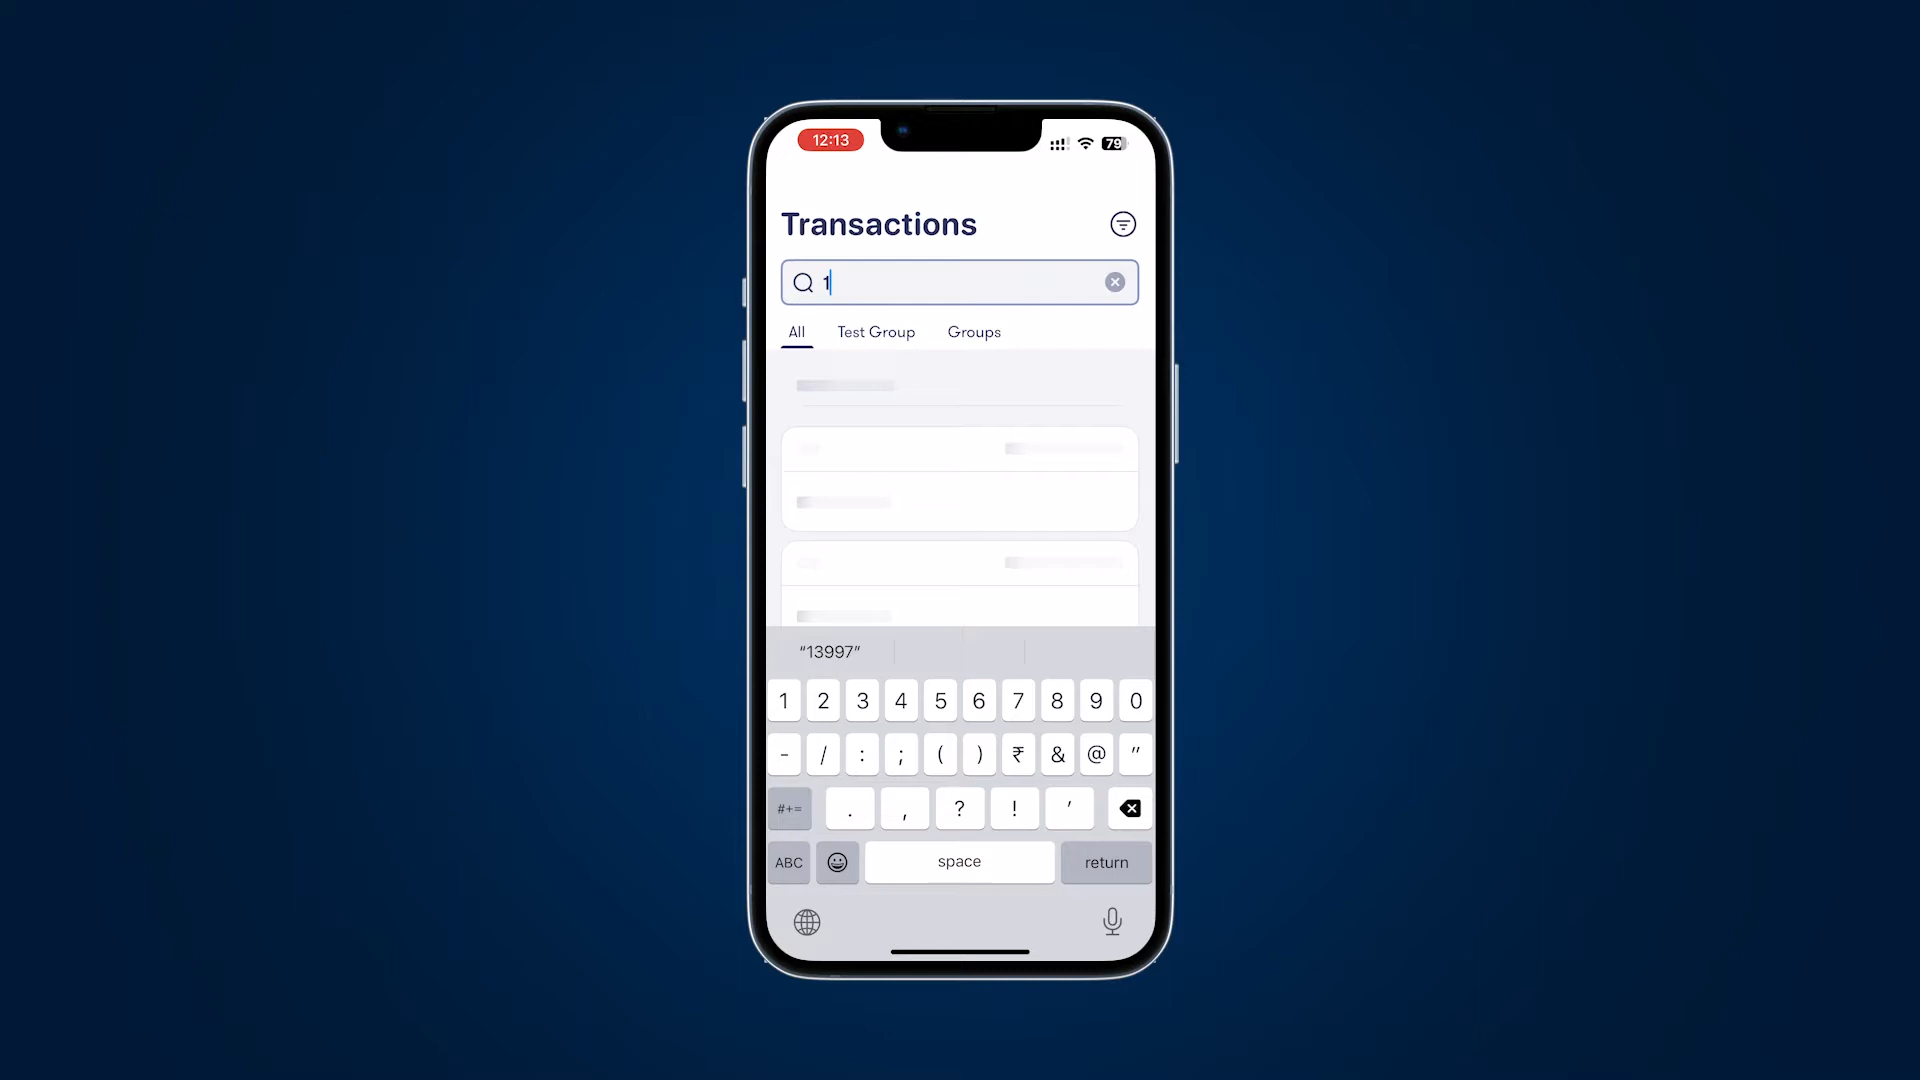 12:13
79
Transactions
1
All Test Group Groups
“13997”
1 2 3 4 5 6 7 8 9 0
- / : ; ( ) ₹ & @ "
#+= . , ? ! '
ABC space return